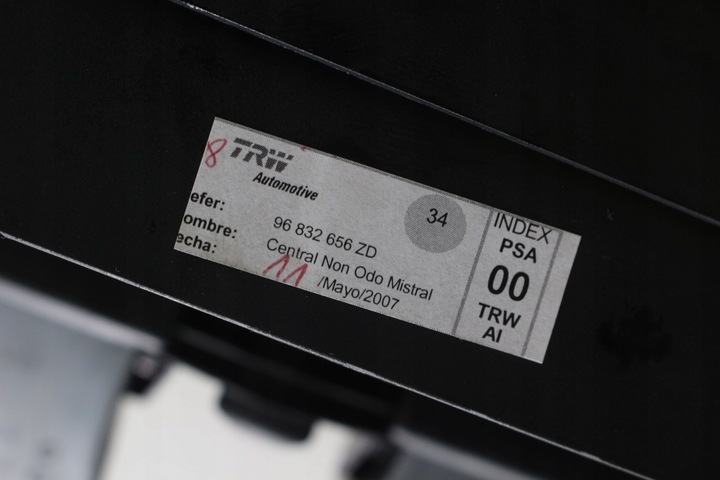 8 TRW
Automotive
efer: 96 832 656 ZD
ombre: Central Non Odo Mistral
echa: 11 /Mayo/2007
34
INDEX
PSA
00
TRW
AI